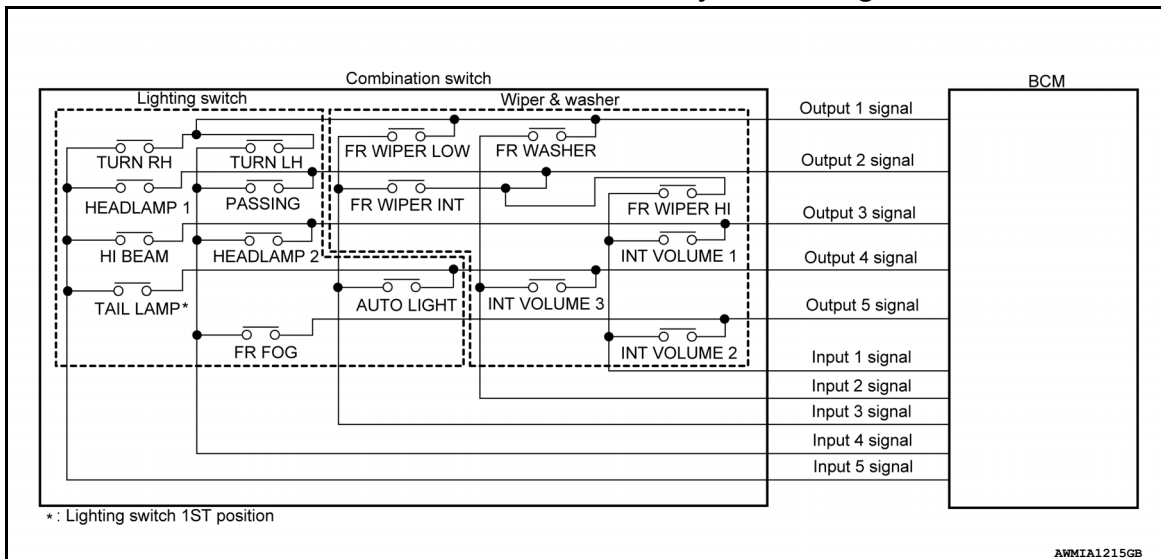 Combination switch
BCM
Lighting switch
Wiper & washer
Output 1 signal
TURN RH
TURN LH
FR WIPER LOW
FR WASHER
Output 2 signal
HEADLAMP 1
PASSING
FR WIPER INT
FR WIPER HI
Output 3 signal
HI BEAM
HEADLAMP 2
INT VOLUME 1
Output 4 signal
TAIL LAMP*
AUTO LIGHT
INT VOLUME 3
Output 5 signal
FR FOG
INT VOLUME 2
Input 1 signal
Input 2 signal
Input 3 signal
Input 4 signal
Input 5 signal
* : Lighting switch 1ST position
AWMIA1215GB